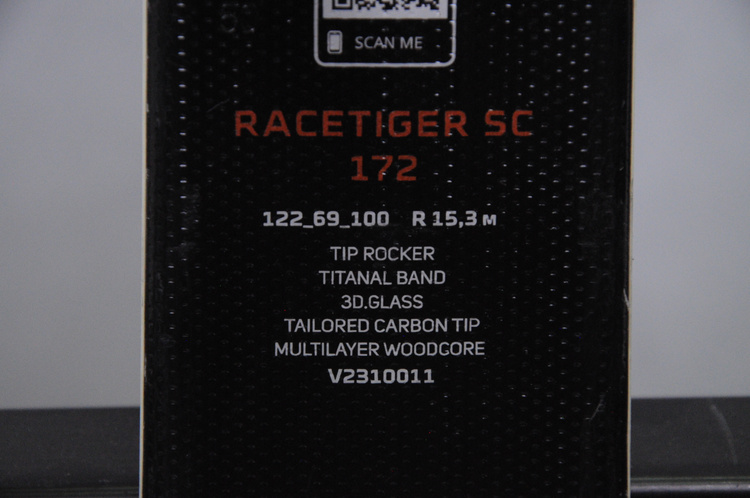 SCAN ME
RACETIGER SC
172
122_69_100 R 15,3 M
TIP ROCKER
TITANAL BAND
3D.GLASS
TAILORED CARBON TIP
MULTILAYER WOODCORE
V2310011